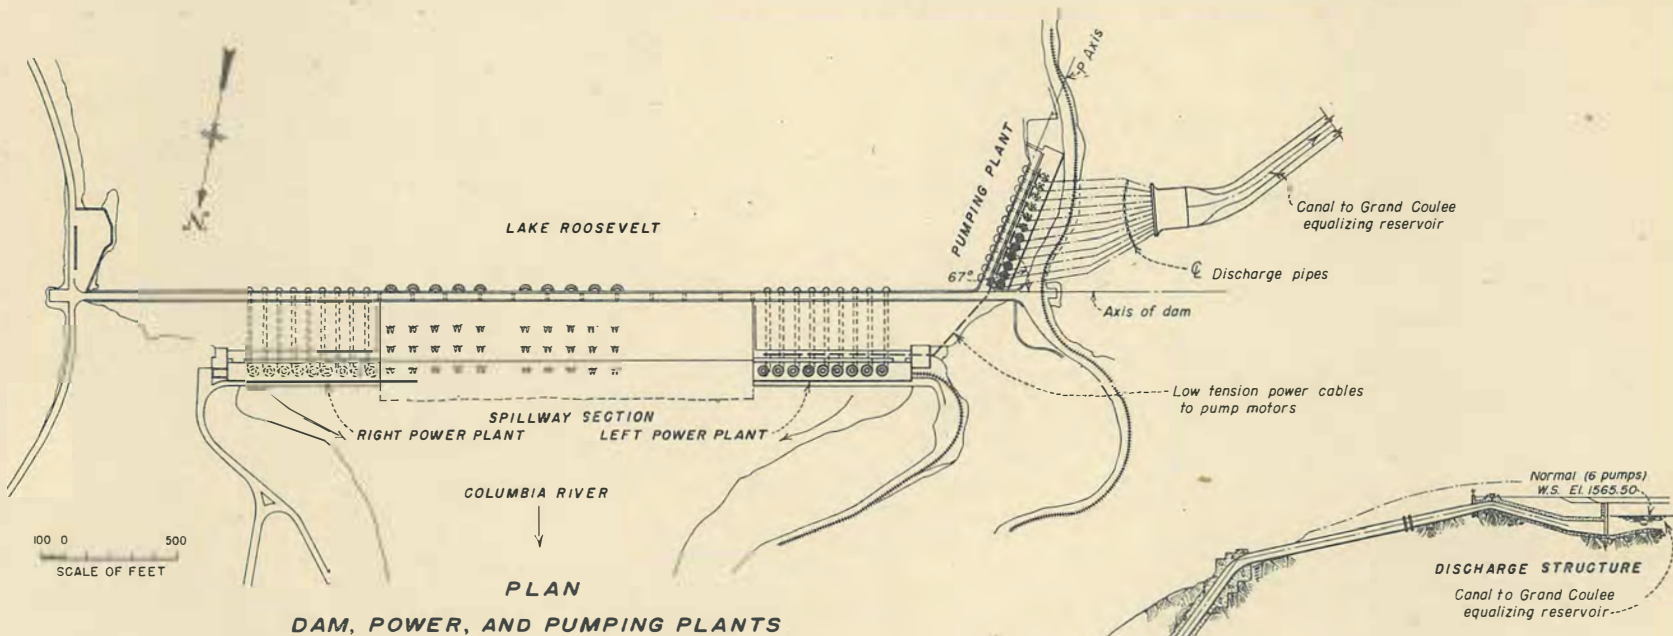 N.
LAKE ROOSEVELT
PUMPING PLANT
P Axis
67°
Canal to Grand Coulee
equalizing reservoir
℄ Discharge pipes
Axis of dam
Low tension power cables
to pump motors
SPILLWAY SECTION
RIGHT POWER PLANT
LEFT POWER PLANT
COLUMBIA RIVER
100 0 500
SCALE OF FEET
PLAN
DAM, POWER, AND PUMPING PLANTS
Normal (6 pumps)
W.S. El. 1565.50
DISCHARGE STRUCTURE
Canal to Grand Coulee
equalizing reservoir